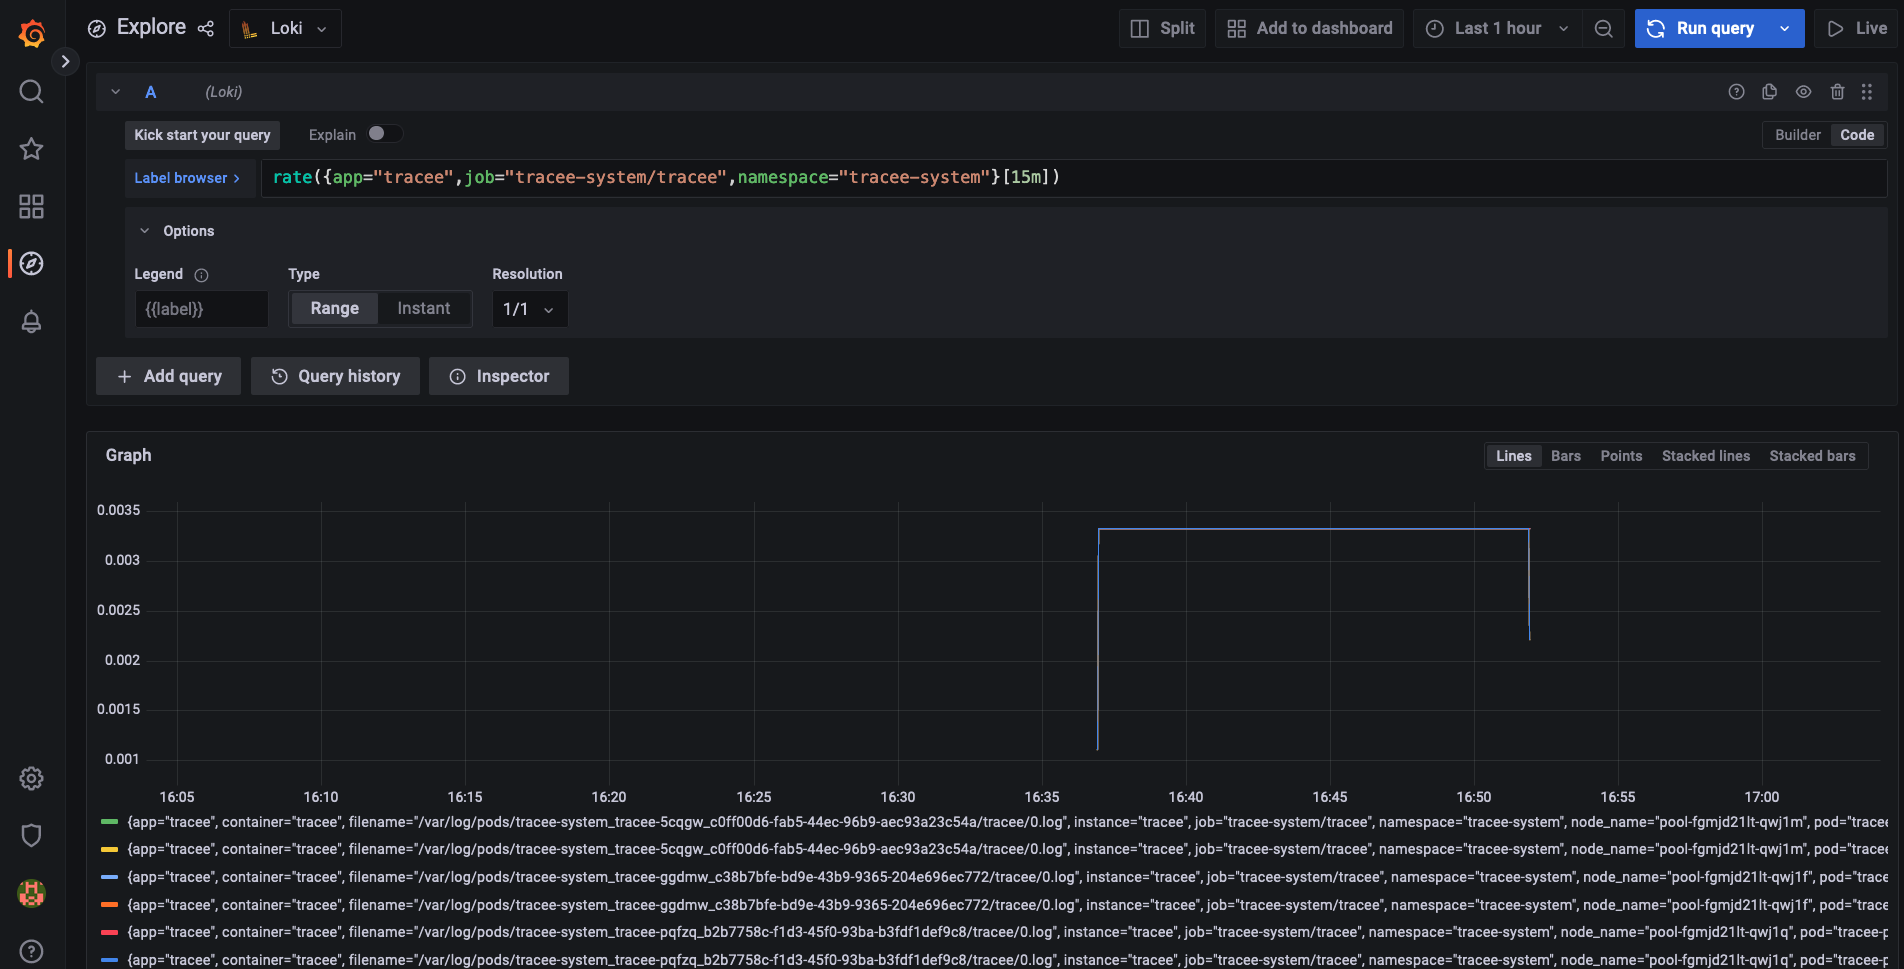 Explore Loki Split Add to dashboard Last 1 hour Run query Live
A (Loki)
Kick start your query Explain Builder Code
Label browser > rate({app="tracee",job="tracee-system/tracee",namespace="tracee-system"}[15m])
Options
Legend Type Resolution
{{label}} Range Instant 1/1
+ Add query Query history Inspector
Graph Lines Bars Points Stacked lines Stacked bars
0.0035
0.003
0.0025
0.002
0.0015
0.001
16:05 16:10 16:15 16:20 16:25 16:30 16:35 16:40 16:45 16:50 16:55 17:00
{app="tracee", container="tracee", filename="/var/log/pods/tracee-system_tracee-5cqgw_c0ff00d6-fab5-44ec-96b9-aec93a23c54a/tracee/0.log", instance="tracee", job="tracee-system/tracee", namespace="tracee-system", node_name="pool-fgmjd21lt-qwj1m", pod="tracee
{app="tracee", container="tracee", filename="/var/log/pods/tracee-system_tracee-5cqgw_c0ff00d6-fab5-44ec-96b9-aec93a23c54a/tracee/0.log", instance="tracee", job="tracee-system/tracee", namespace="tracee-system", node_name="pool-fgmjd21lt-qwj1m", pod="tracee
{app="tracee", container="tracee", filename="/var/log/pods/tracee-system_tracee-ggdmw_c38b7bfe-bd9e-43b9-9365-204e696ec772/tracee/0.log", instance="tracee", job="tracee-system/tracee", namespace="tracee-system", node_name="pool-fgmjd21lt-qwj1f", pod="trace
{app="tracee", container="tracee", filename="/var/log/pods/tracee-system_tracee-ggdmw_c38b7bfe-bd9e-43b9-9365-204e696ec772/tracee/0.log", instance="tracee", job="tracee-system/tracee", namespace="tracee-system", node_name="pool-fgmjd21lt-qwj1f", pod="trace
{app="tracee", container="tracee", filename="/var/log/pods/tracee-system_tracee-pqfzq_b2b7758c-f1d3-45f0-93ba-b3fdf1def9c8/tracee/0.log", instance="tracee", job="tracee-system/tracee", namespace="tracee-system", node_name="pool-fgmjd21lt-qwj1q", pod="tracee-p
{app="tracee", container="tracee", filename="/var/log/pods/tracee-system_tracee-pqfzq_b2b7758c-f1d3-45f0-93ba-b3fdf1def9c8/tracee/0.log", instance="tracee", job="tracee-system/tracee", namespace="tracee-system", node_name="pool-fgmjd21lt-qwj1q", pod="tracee-p